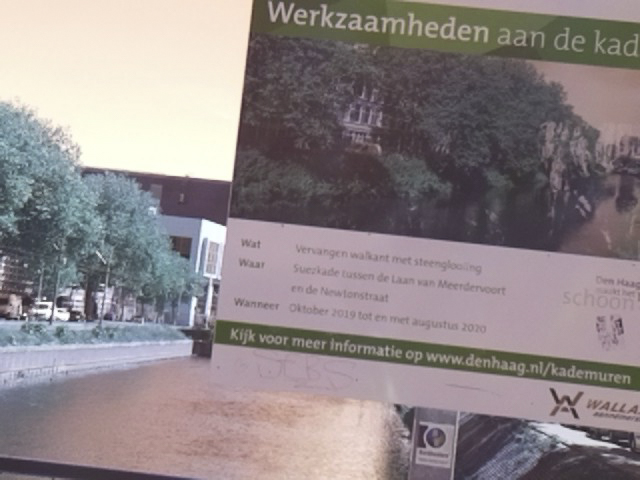 Werkzaamheden aan de kad
Wat Vervangen walkant met steenglooiing
Waar Suezkade tussen de Laan van Meerdervoort
en de Newtonstraat
Wanneer Oktober 2019 tot en met augustus 2020
Den Haag
schoon
Kijk voor meer informatie op www.denhaag.nl/kademuren
WALLA